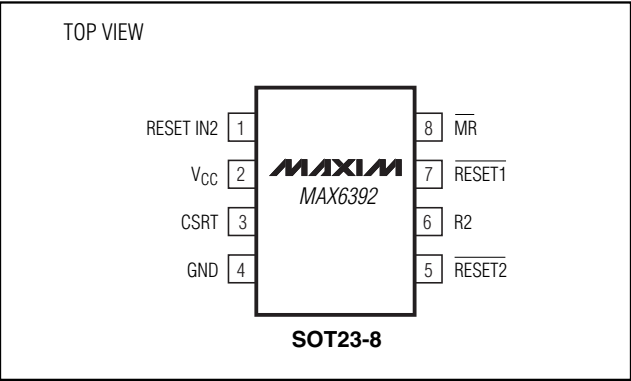 TOP VIEW
RESET IN2 1
VCC 2
CSRT 3
GND 4
MAXIM
MAX6392
8 MR
7 RESET1
6 R2
5 RESET2
SOT23-8